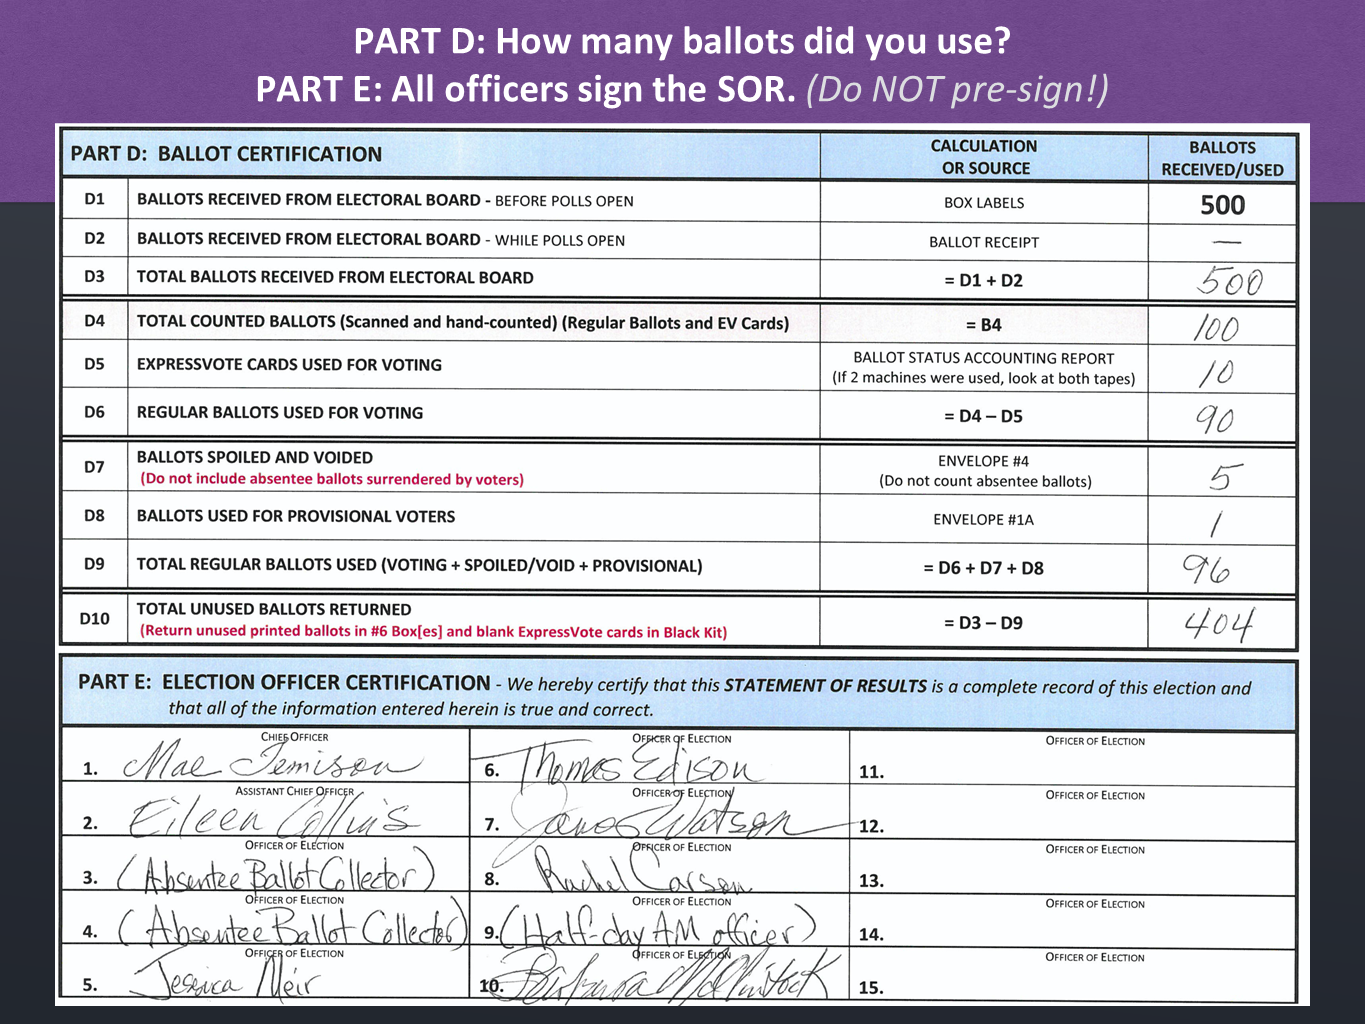 PART D: How many ballots did you use?
PART E: All officers sign the SOR. (Do NOT pre-sign!)
PART D: BALLOT CERTIFICATION CALCULATION OR SOURCE BALLOTS RECEIVED/USED
D1 BALLOTS RECEIVED FROM ELECTORAL BOARD - BEFORE POLLS OPEN BOX LABELS 500
D2 BALLOTS RECEIVED FROM ELECTORAL BOARD - WHILE POLLS OPEN BALLOT RECEIPT —
D3 TOTAL BALLOTS RECEIVED FROM ELECTORAL BOARD = D1 + D2 500
D4 TOTAL COUNTED BALLOTS (Scanned and hand-counted) (Regular Ballots and EV Cards) = B4 100
D5 EXPRESSVOTE CARDS USED FOR VOTING BALLOT STATUS ACCOUNTING REPORT 10
(If 2 machines were used, look at both tapes)
D6 REGULAR BALLOTS USED FOR VOTING = D4 – D5 90
D7 BALLOTS SPOILED AND VOIDED ENVELOPE #4 5
(Do not include absentee ballots surrendered by voters) (Do not count absentee ballots)
D8 BALLOTS USED FOR PROVISIONAL VOTERS ENVELOPE #1A 1
D9 TOTAL REGULAR BALLOTS USED (VOTING + SPOILED/VOID + PROVISIONAL) = D6 + D7 + D8 96
D10 TOTAL UNUSED BALLOTS RETURNED = D3 – D9 404
(Return unused printed ballots in #6 Box[es] and blank ExpressVote cards in Black Kit)
PART E: ELECTION OFFICER CERTIFICATION - We hereby certify that this STATEMENT OF RESULTS is a complete record of this election and
that all of the information entered herein is true and correct.
CHIEF OFFICER OFFICER OF ELECTION OFFICER OF ELECTION
1. Mae Jemison 6. Thomas Edison 11.
ASSISTANT CHIEF OFFICER OFFICER OF ELECTION OFFICER OF ELECTION
2. Eileen Collins 7. James Watson 12.
OFFICER OF ELECTION OFFICER OF ELECTION OFFICER OF ELECTION
3. (Absentee Ballot Collector) 8. Rachel Carson 13.
OFFICER OF ELECTION OFFICER OF ELECTION OFFICER OF ELECTION
4. (Absentee Ballot Collector) 9. (Half-day AM officer) 14.
OFFICER OF ELECTION OFFICER OF ELECTION OFFICER OF ELECTION
5. Jessica Meir 10. Barbara McClintock 15.